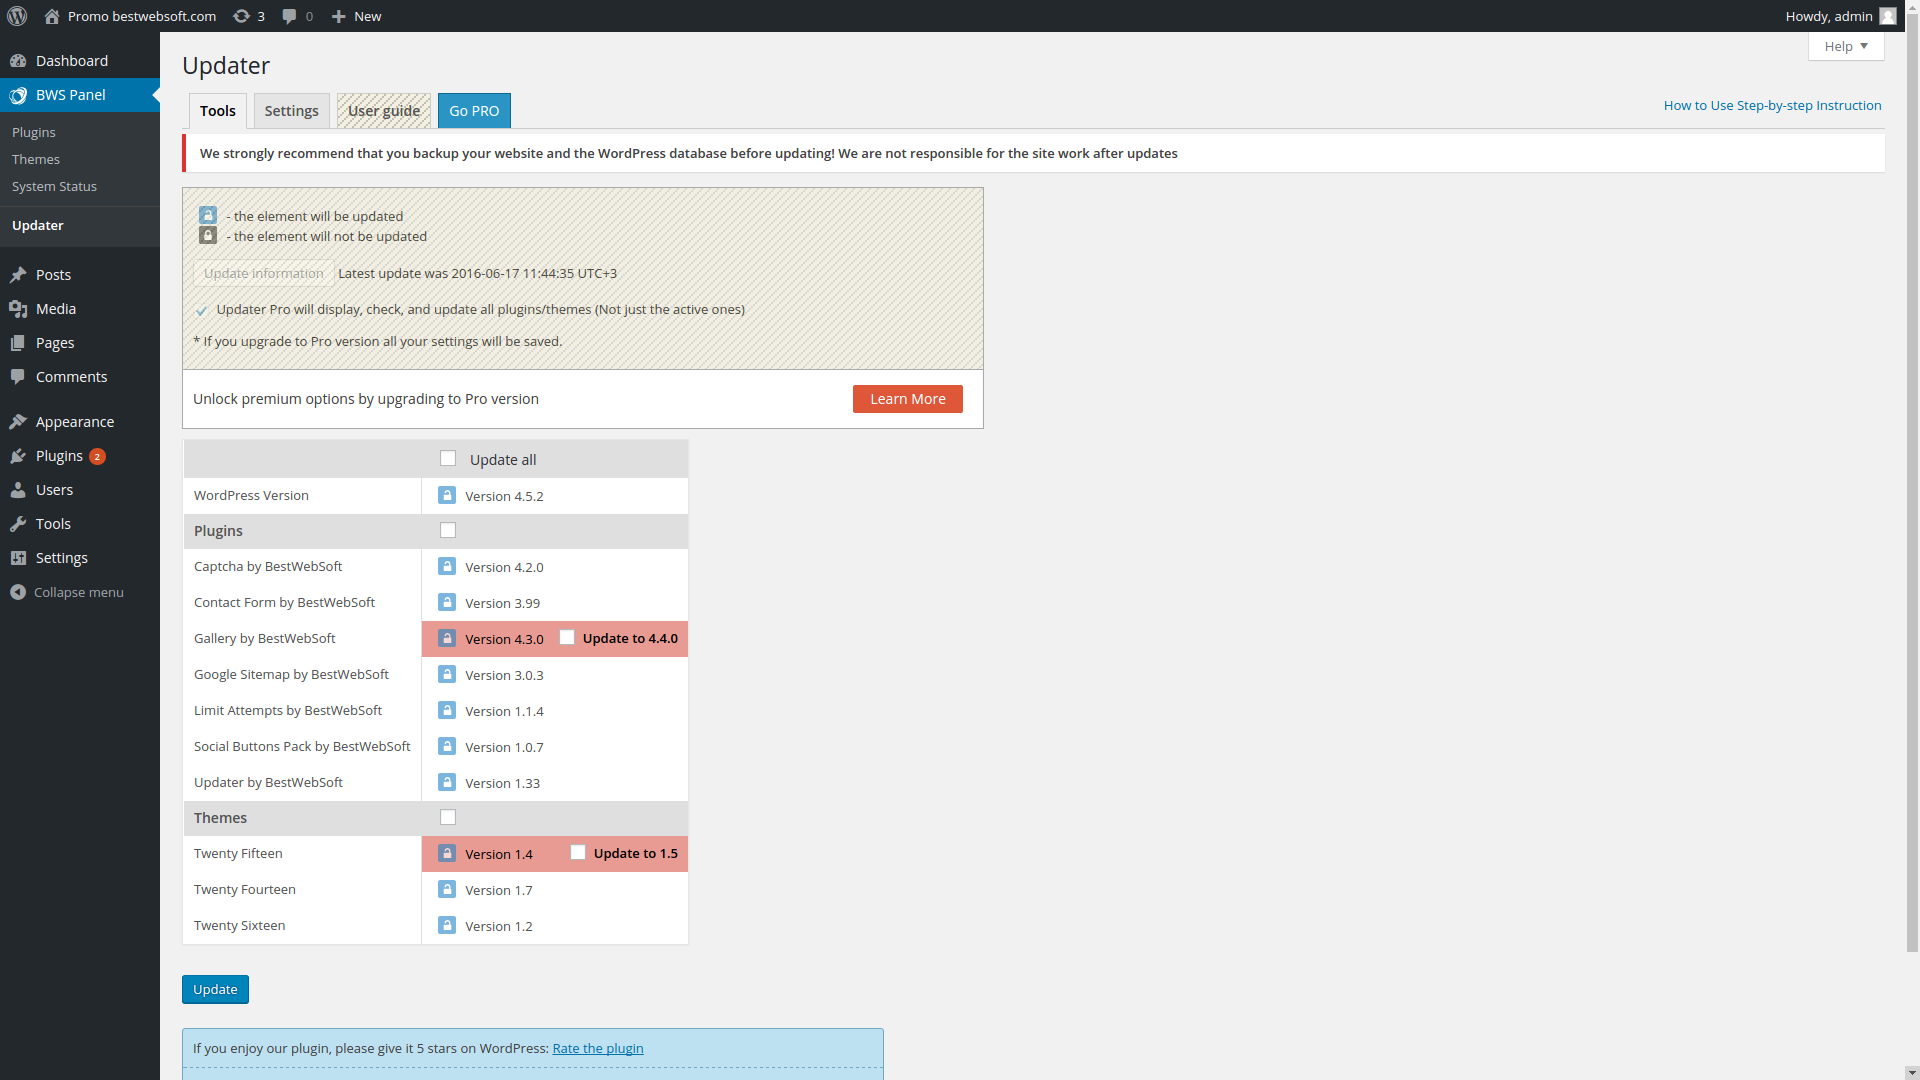 Promo bestwebsoft.com 3 0 New Howdy, admin
Help
Dashboard
BWS Panel
Plugins
Themes
System Status
Updater
Posts
Media
Pages
Comments
Appearance
Plugins 2
Users
Tools
Settings
Collapse menu
Updater
Tools Settings User guide Go PRO
How to Use Step-by-step Instruction
We strongly recommend that you backup your website and the WordPress database before updating! We are not responsible for the site work after updates
- the element will be updated
- the element will not be updated
Update information Latest update was 2016-06-17 11:44:35 UTC+3
Updater Pro will display, check, and update all plugins/themes (Not just the active ones)
* If you upgrade to Pro version all your settings will be saved.
Unlock premium options by upgrading to Pro version Learn More
Update all
WordPress Version Version 4.5.2
Plugins
Captcha by BestWebSoft Version 4.2.0
Contact Form by BestWebSoft Version 3.99
Gallery by BestWebSoft Version 4.3.0 Update to 4.4.0
Google Sitemap by BestWebSoft Version 3.0.3
Limit Attempts by BestWebSoft Version 1.1.4
Social Buttons Pack by BestWebSoft Version 1.0.7
Updater by BestWebSoft Version 1.33
Themes
Twenty Fifteen Version 1.4 Update to 1.5
Twenty Fourteen Version 1.7
Twenty Sixteen Version 1.2
Update
If you enjoy our plugin, please give it 5 stars on WordPress: Rate the plugin